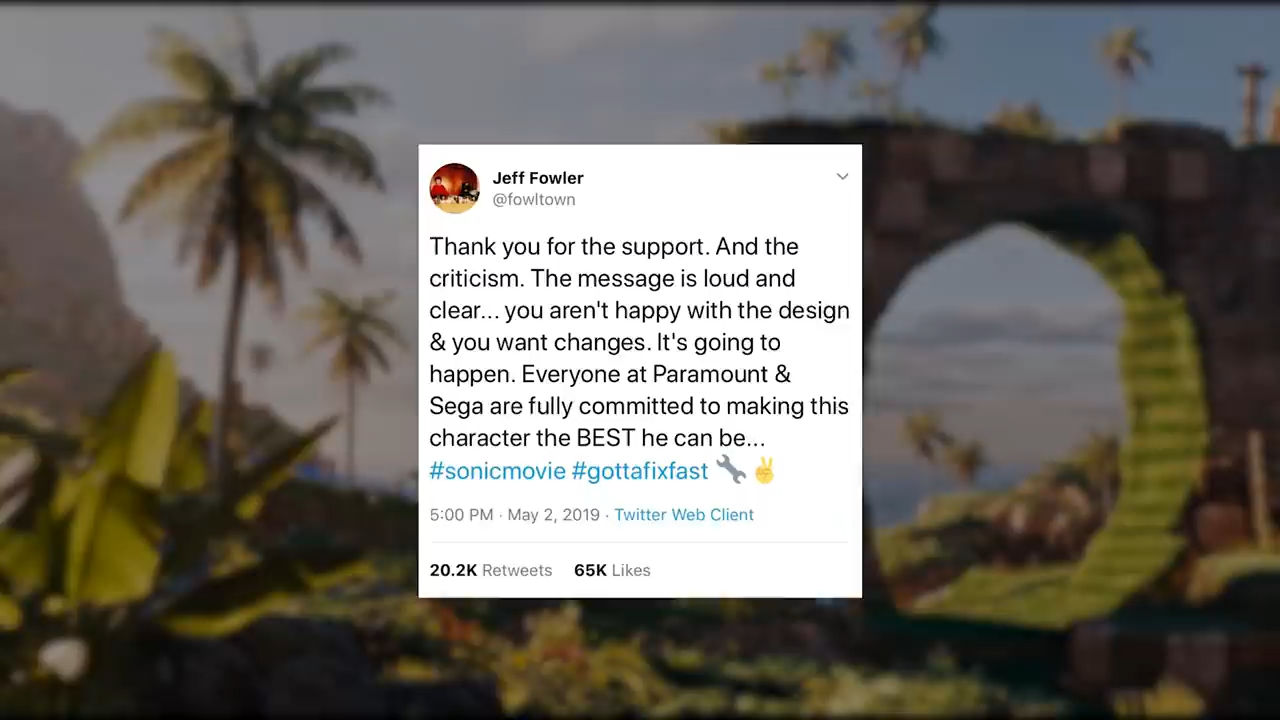 Jeff Fowler
@fowltown
Thank you for the support. And the
criticism. The message is loud and
clear... you aren't happy with the design
& you want changes. It's going to
happen. Everyone at Paramount &
Sega are fully committed to making this
character the BEST he can be...
#sonicmovie #gottafixfast 🔧✌️
5:00 PM · May 2, 2019 · Twitter Web Client
20.2K Retweets 65K Likes